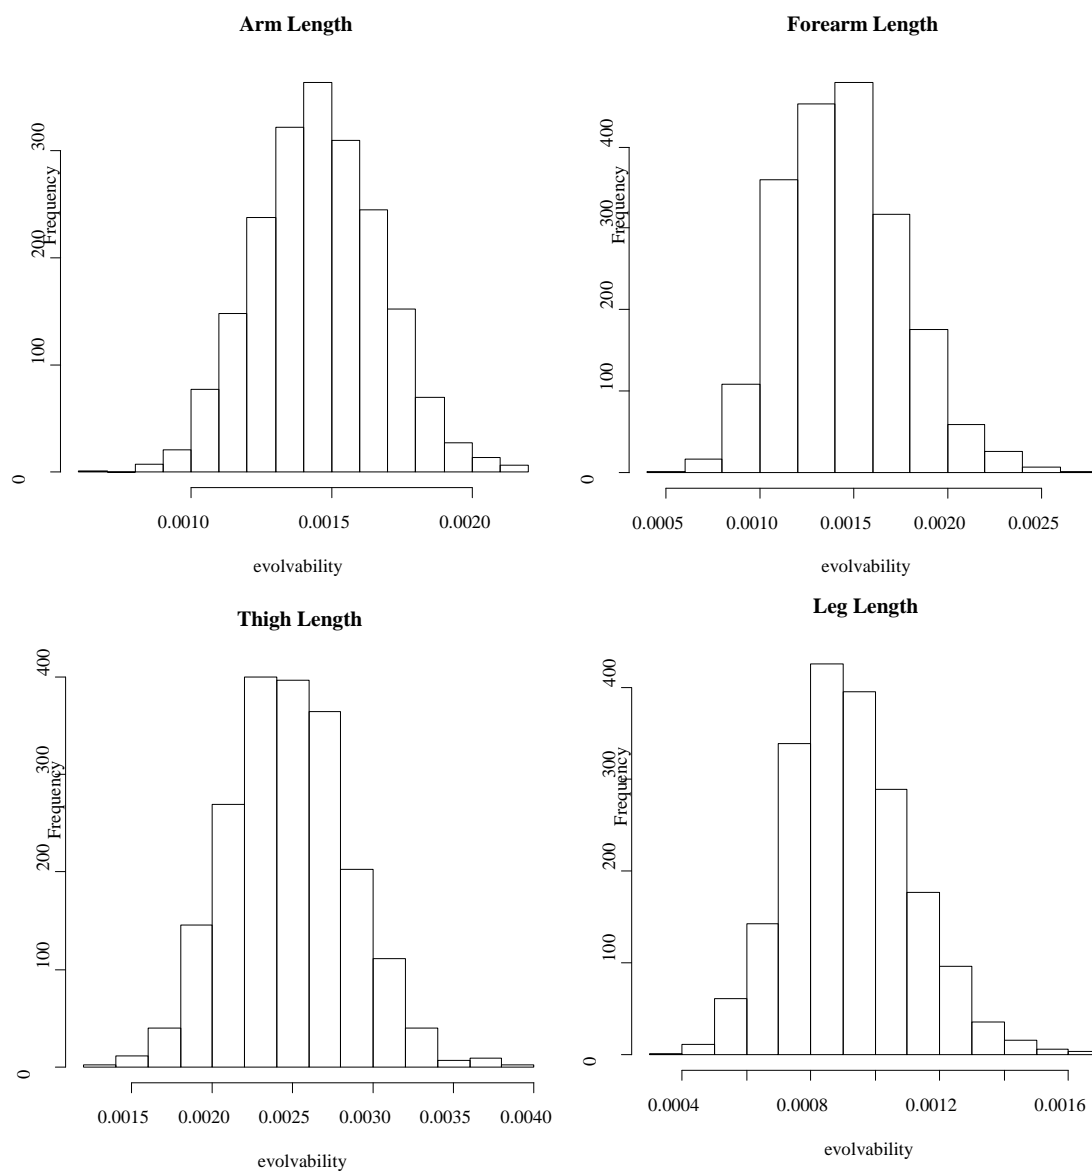 Arm Length
Frequency
0
100
200
300
0.0010 0.0015 0.0020
evolvability
Forearm Length
Frequency
0
100
200
300
400
0.0005 0.0010 0.0015 0.0020 0.0025
evolvability
Thigh Length
Frequency
0
100
200
300
400
0.0015 0.0020 0.0025 0.0030 0.0035 0.0040
evolvability
Leg Length
Frequency
0
100
200
300
400
0.0004 0.0008 0.0012 0.0016
evolvability